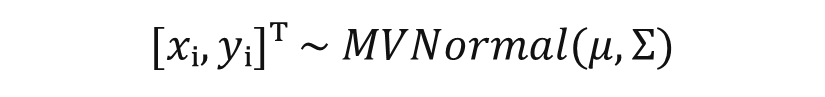 [xᵢ, yᵢ]ᵀ ~ MVNormal(μ, Σ)